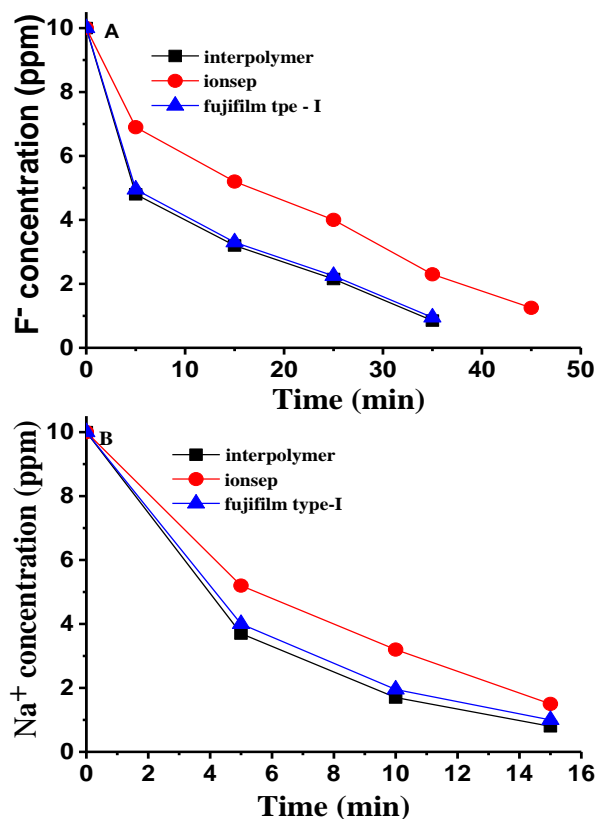 A
interpolymer
ionsep
fujifilm tpe - I
F⁻ concentration (ppm)
10
8
6
4
2
0
0 10 20 30 40 50
Time (min)
B
interpolymer
ionsep
fujifilm type-I
Na⁺ concentration (ppm)
10
8
6
4
2
0
0 2 4 6 8 10 12 14 16
Time (min)